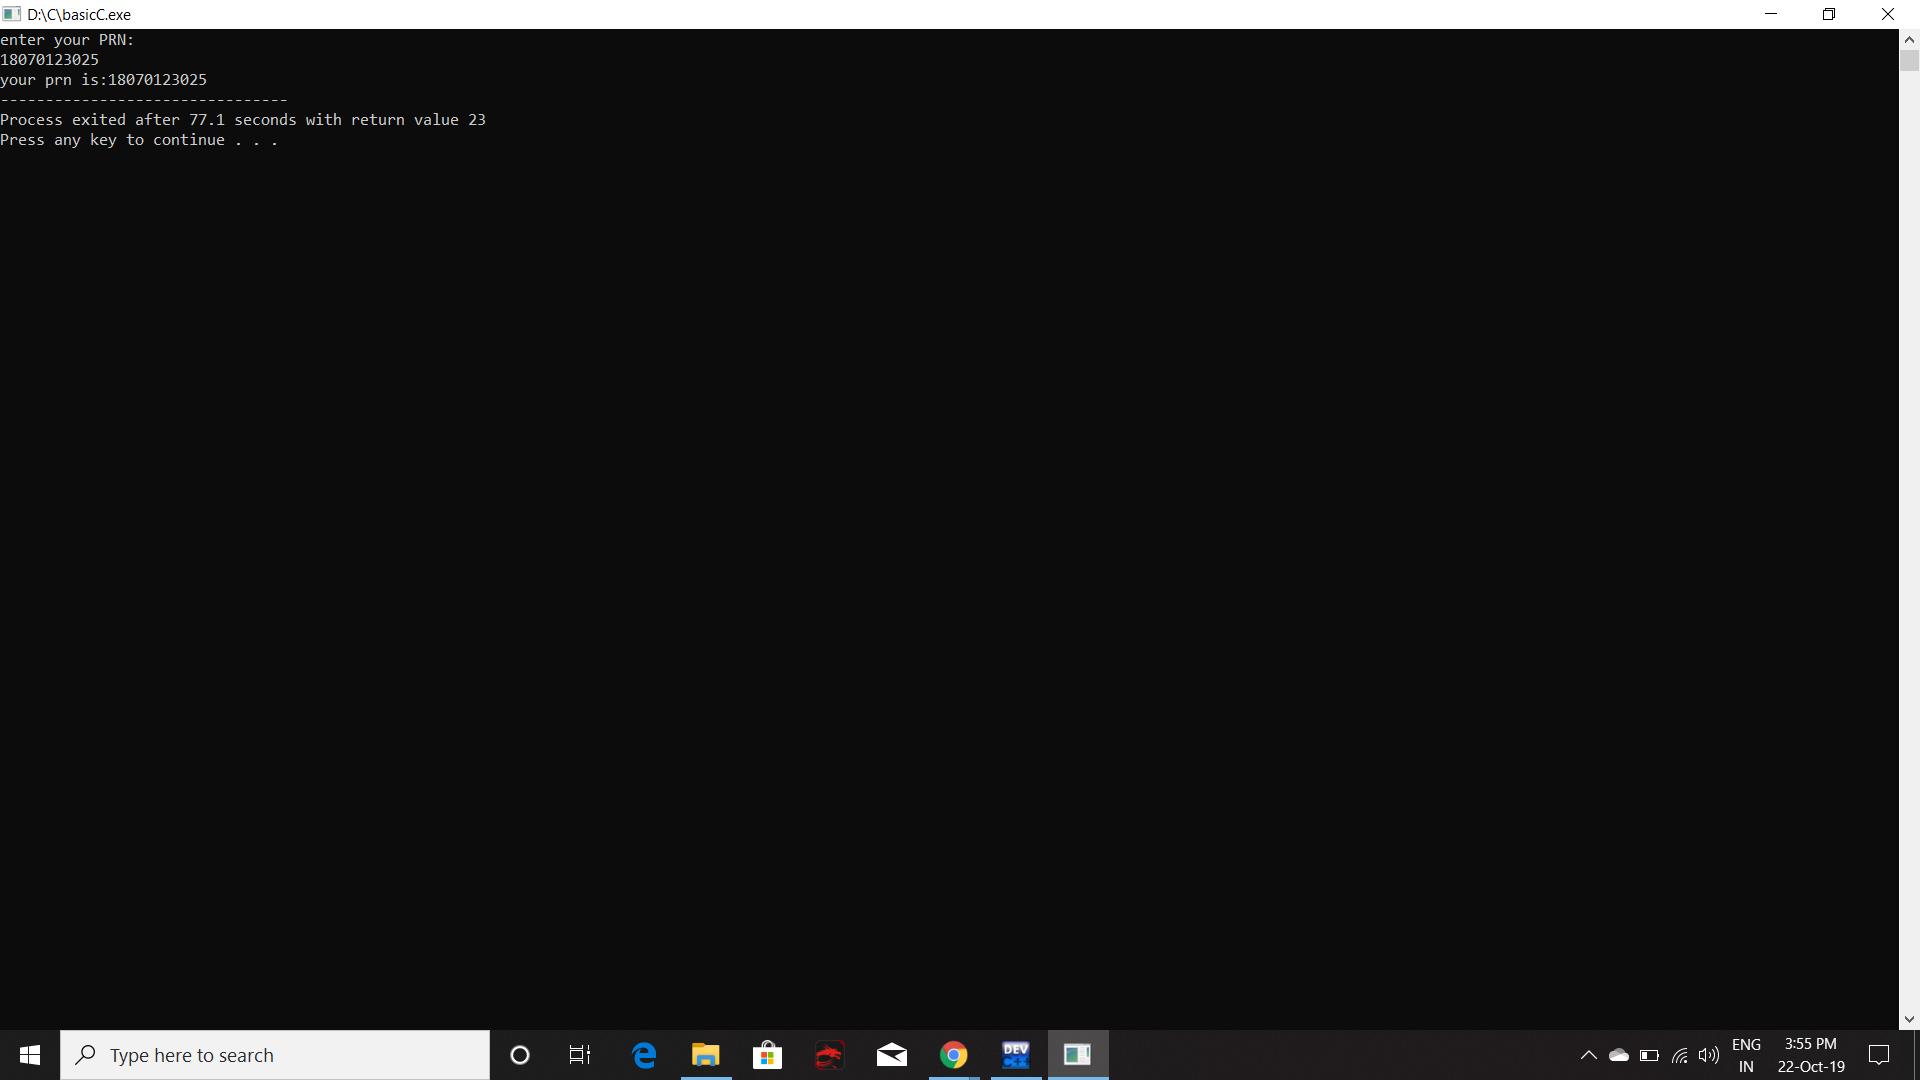 D:\C\basicC.exe
enter your PRN:
18070123025
your prn is:18070123025
--------------------------------
Process exited after 77.1 seconds with return value 23
Press any key to continue . . .
Type here to search
DEV
C++
ENG
IN
3:55 PM
22-Oct-19